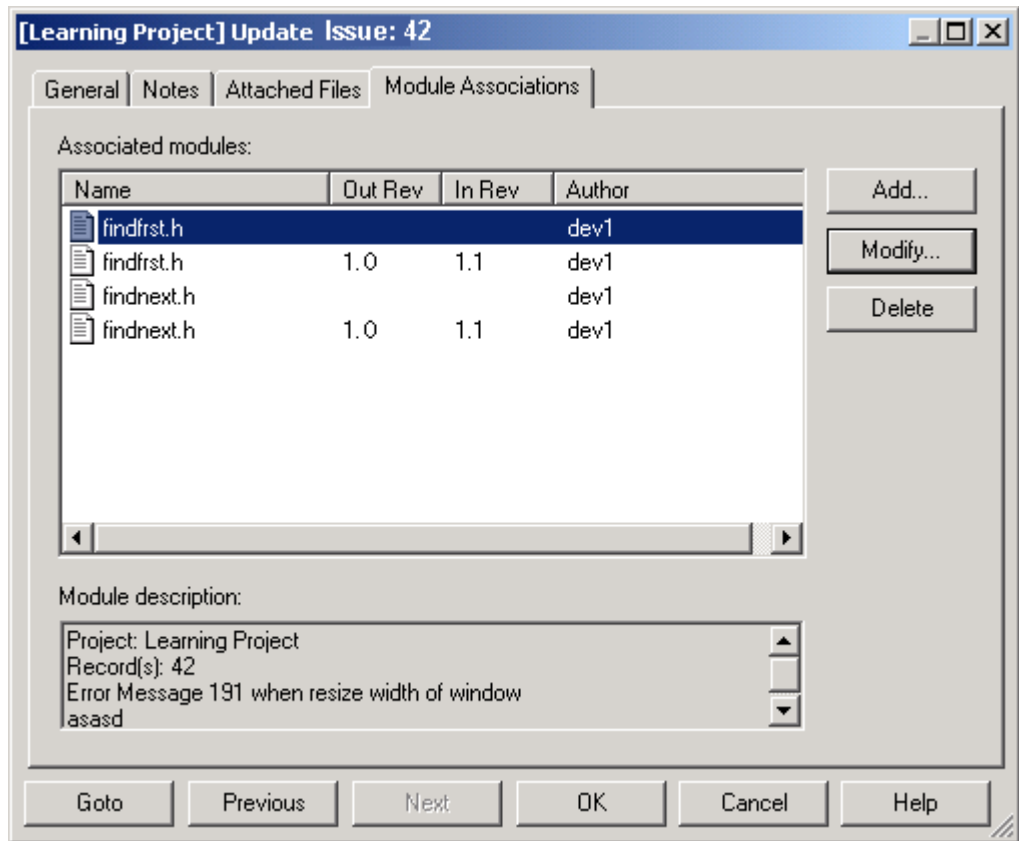 [Learning Project] Update Issue: 42
General Notes Attached Files Module Associations
Associated modules:
Name Out Rev In Rev Author
findfrst.h dev1
findfrst.h 1.0 1.1 dev1
findnext.h dev1
findnext.h 1.0 1.1 dev1
Add...
Modify...
Delete
Module description:
Project: Learning Project
Record(s): 42
Error Message 191 when resize width of window
asasd
Goto Previous Next OK Cancel Help